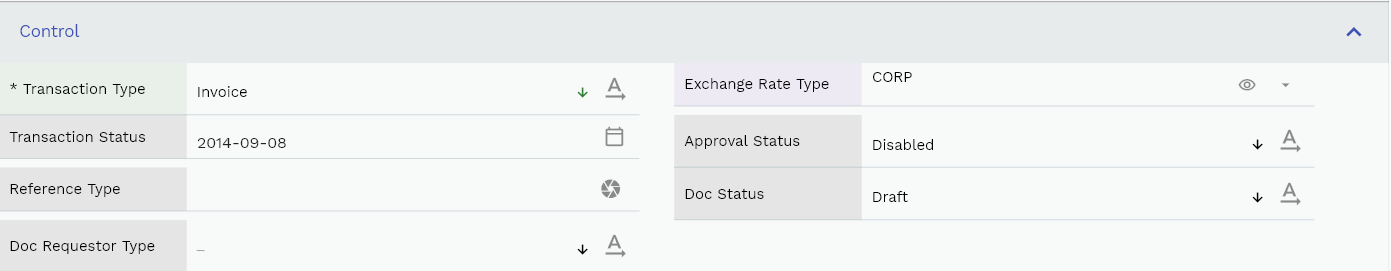 Control
* Transaction Type Invoice
Transaction Status 2014-09-08
Reference Type
Doc Requestor Type –
Exchange Rate Type CORP
Approval Status Disabled
Doc Status Draft